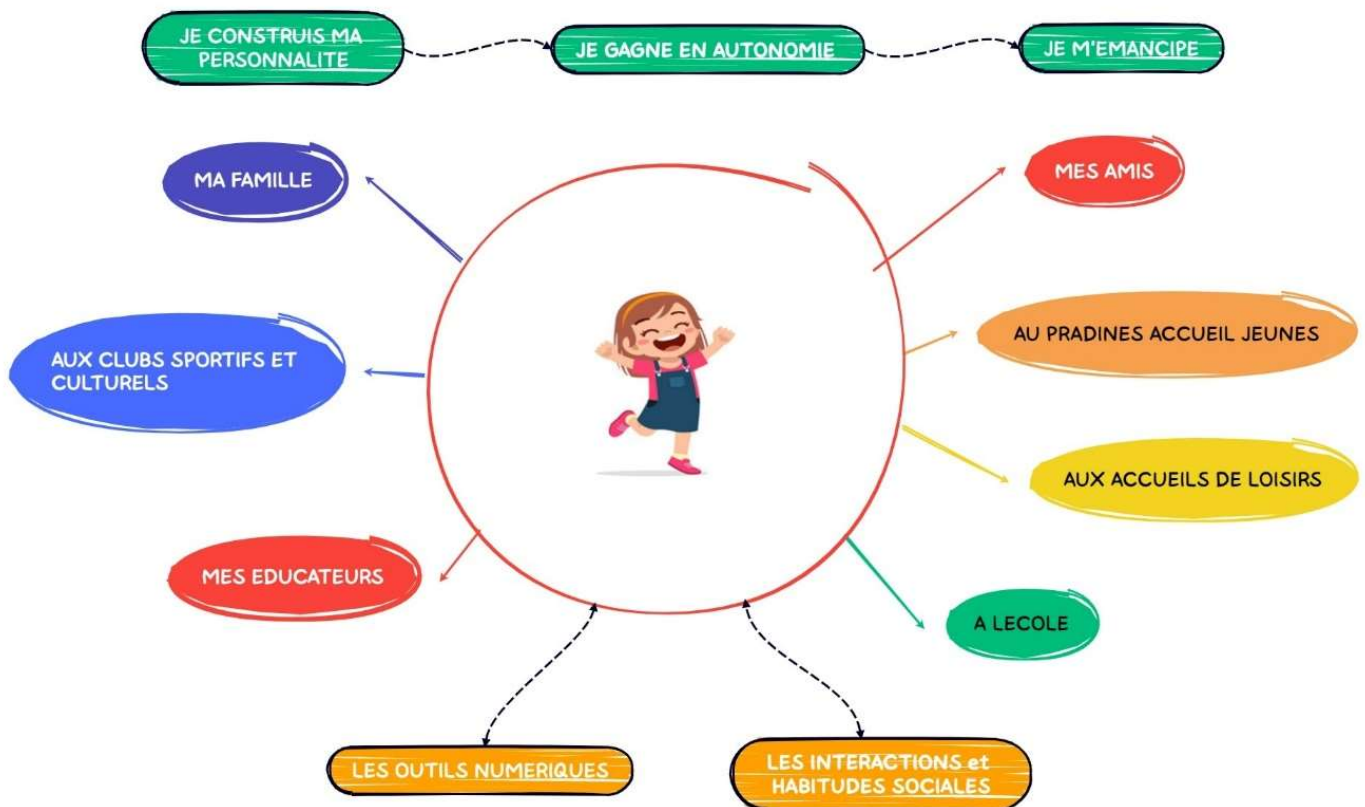 JE CONSTRUIS MA
PERSONNALITE
JE GAGNE EN AUTONOMIE
JE M'EMANCIPE
MA FAMILLE
MES AMIS
AUX CLUBS SPORTIFS ET
CULTURELS
AU PRADINES ACCUEIL JEUNES
AUX ACCUEILS DE LOISIRS
MES EDUCATEURS
A LECOLE
LES OUTILS NUMERIQUES
LES INTERACTIONS et
HABITUDES SOCIALES